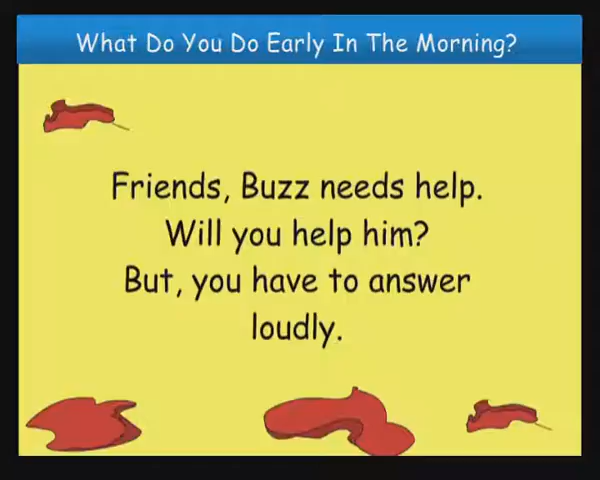 What Do You Do Early In The Morning?
Friends, Buzz needs help.
Will you help him?
But, you have to answer
loudly.